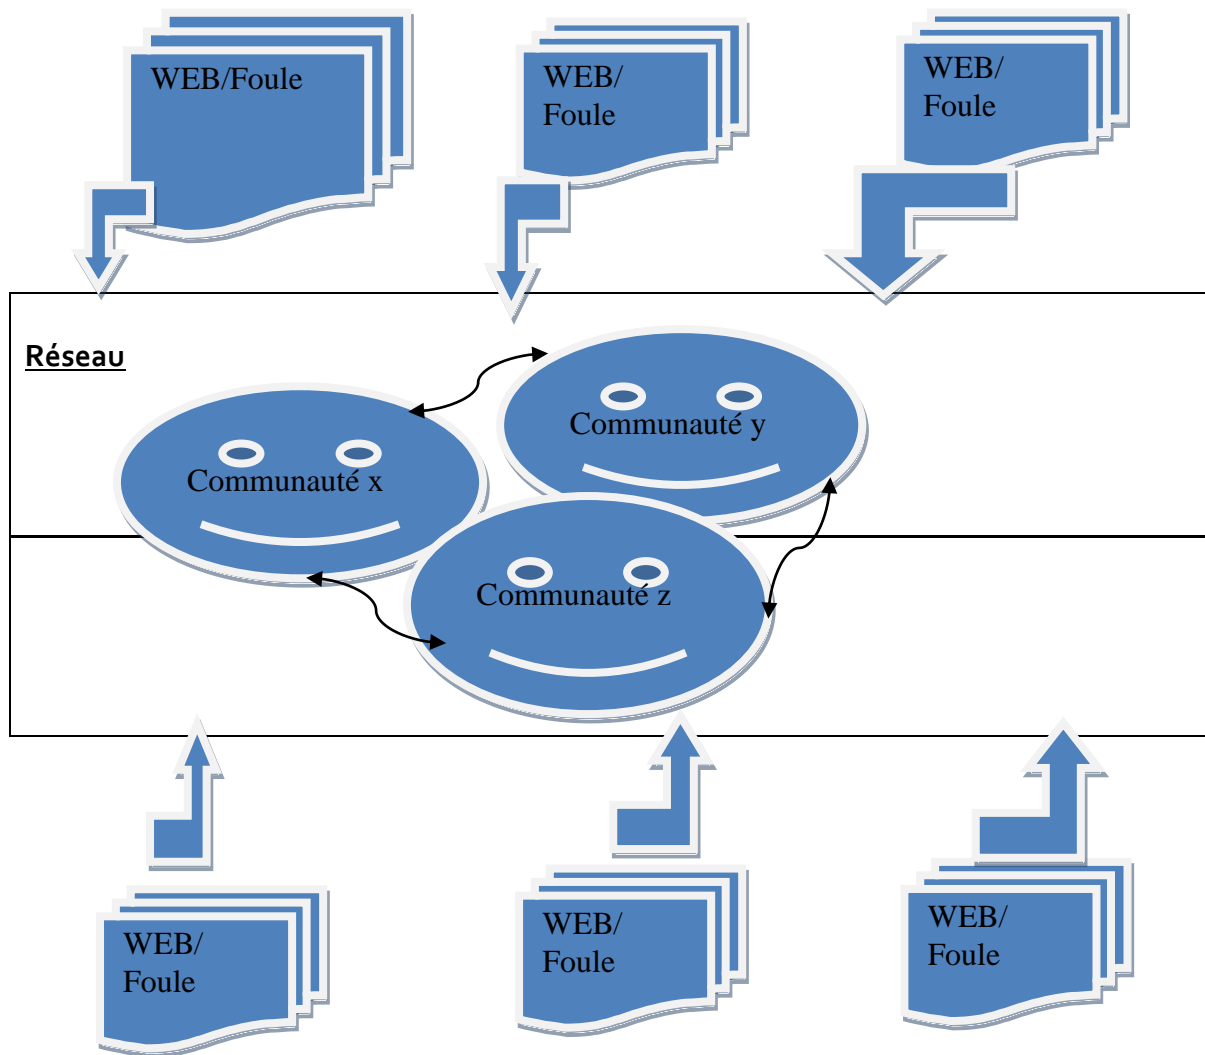 WEB/Foule
WEB/
Foule
WEB/
Foule
Réseau
Communauté y
Communauté x
Communauté z
WEB/
Foule
WEB/
Foule
WEB/
Foule